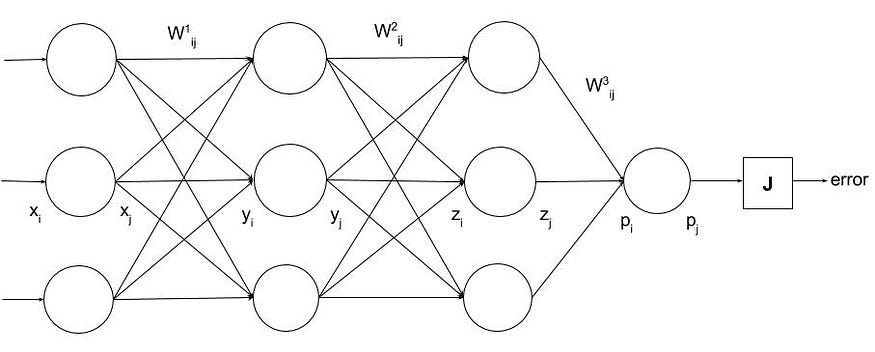 W¹ᵢⱼ
W²ᵢⱼ
W³ᵢⱼ
xᵢ
xⱼ
yᵢ
yⱼ
zᵢ
zⱼ
pᵢ
pⱼ
J
error